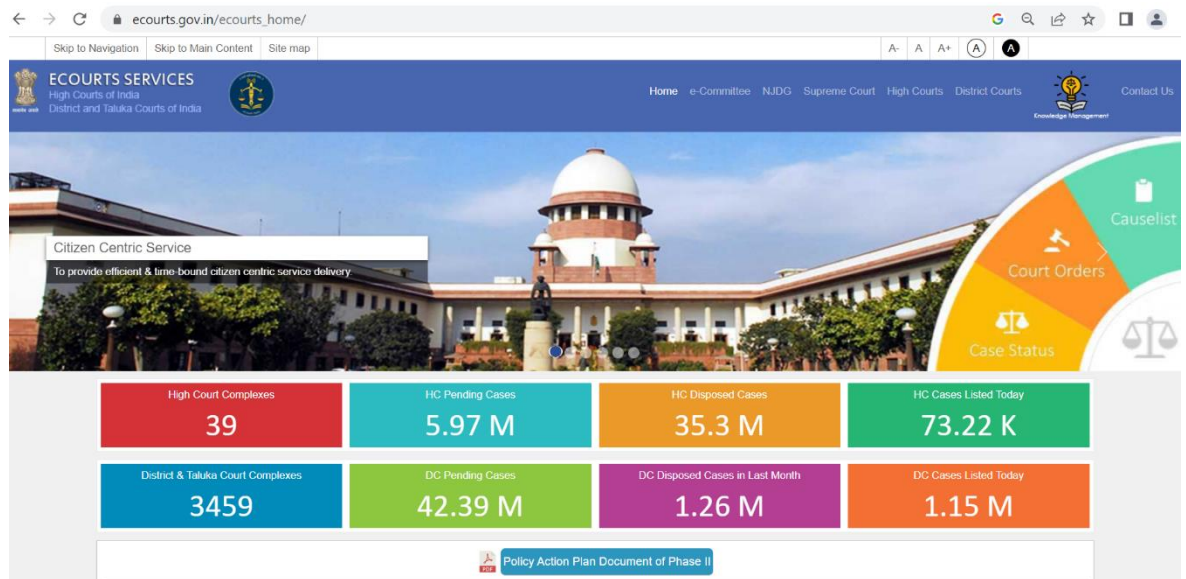 ecourts.gov.in/ecourts_home/
Skip to Navigation Skip to Main Content Site map A- A A+ A A
ECOURTS SERVICES
High Courts of India
District and Taluka Courts of India
Home e-Committee NJDG Supreme Court High Courts District Courts Contact Us
Knowledge Management
Causelist
Court Orders
Case Status
Citizen Centric Service
To provide efficient & time-bound citizen centric service delivery.
High Court Complexes HC Pending Cases HC Disposed Cases HC Cases Listed Today
39 5.97 M 35.3 M 73.22 K
District & Taluka Court Complexes DC Pending Cases DC Disposed Cases in Last Month DC Cases Listed Today
3459 42.39 M 1.26 M 1.15 M
PDF Policy Action Plan Document of Phase II